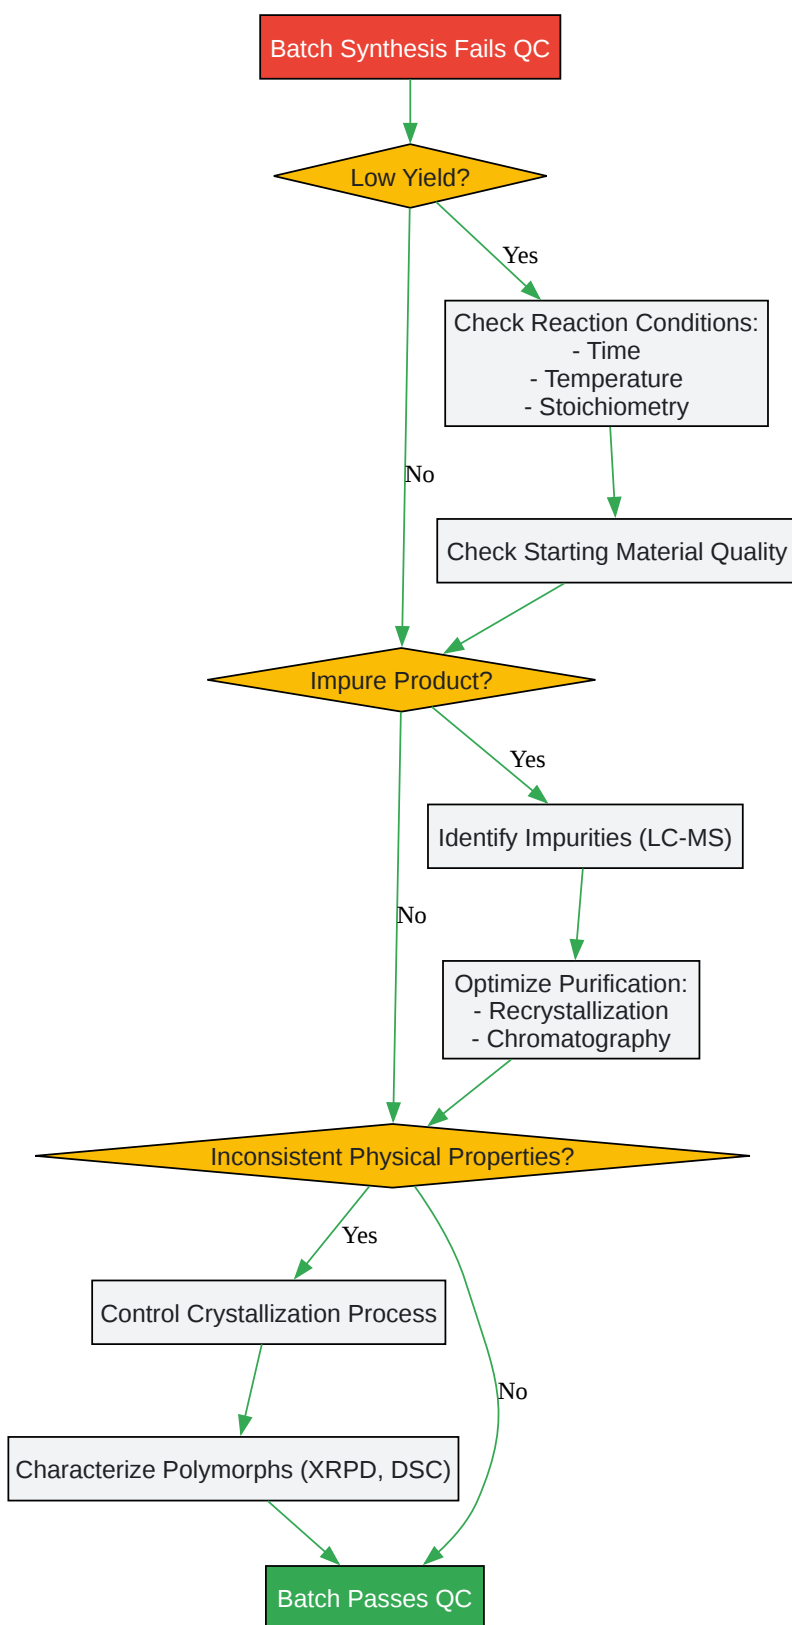 Batch Synthesis Fails QC
Low Yield?
Yes
Check Reaction Conditions:
- Time
- Temperature
- Stoichiometry
No
Check Starting Material Quality
Impure Product?
Yes
Identify Impurities (LC-MS)
No
Optimize Purification:
- Recrystallization
- Chromatography
Inconsistent Physical Properties?
Yes
Control Crystallization Process
No
Characterize Polymorphs (XRPD, DSC)
Batch Passes QC